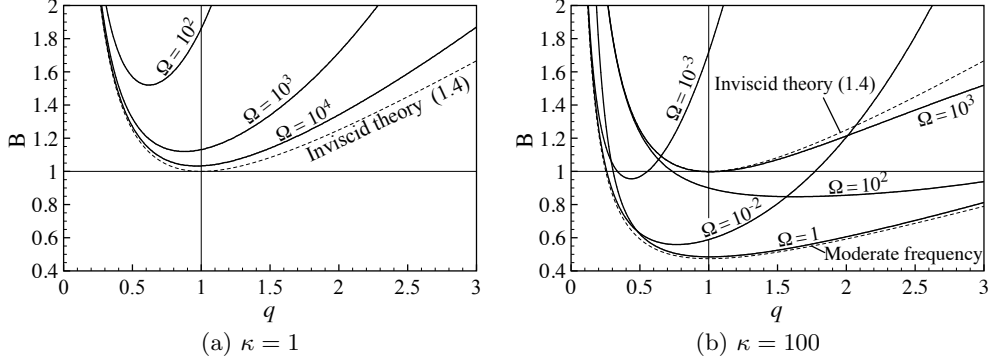 2
1.8
1.6
1.4
1.2
1
0.8
0.6
0.4
B
0
0.5
1
1.5
2
2.5
3
q
Ω = 10²
Ω = 10³
Ω = 10⁴
Inviscid theory (1.4)
(a) κ = 1
2
1.8
1.6
1.4
1.2
1
0.8
0.6
0.4
B
0
0.5
1
1.5
2
2.5
3
q
Ω = 10⁻³
Inviscid theory (1.4)
Ω = 10³
Ω = 10²
Ω = 10⁻²
Ω = 1
Moderate frequency
(b) κ = 100